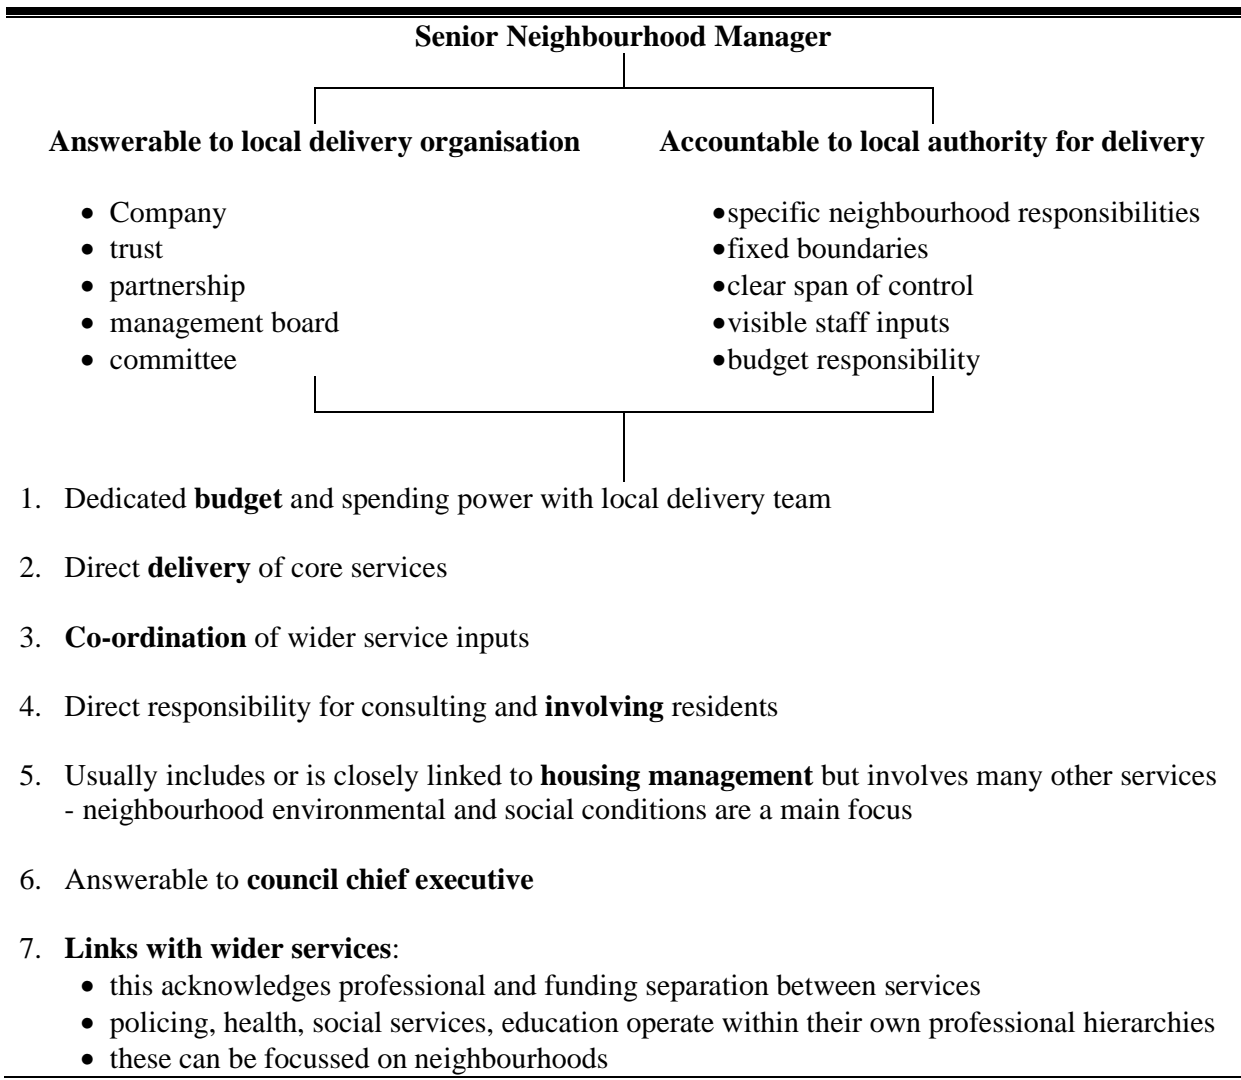 Senior Neighbourhood Manager
Answerable to local delivery organisation
Accountable to local authority for delivery
• Company
• trust
• partnership
• management board
• committee
•specific neighbourhood responsibilities
•fixed boundaries
•clear span of control
•visible staff inputs
•budget responsibility
1. Dedicated budget and spending power with local delivery team
2. Direct delivery of core services
3. Co-ordination of wider service inputs
4. Direct responsibility for consulting and involving residents
5. Usually includes or is closely linked to housing management but involves many other services
- neighbourhood environmental and social conditions are a main focus
6. Answerable to council chief executive
7. Links with wider services:
• this acknowledges professional and funding separation between services
• policing, health, social services, education operate within their own professional hierarchies
• these can be focussed on neighbourhoods